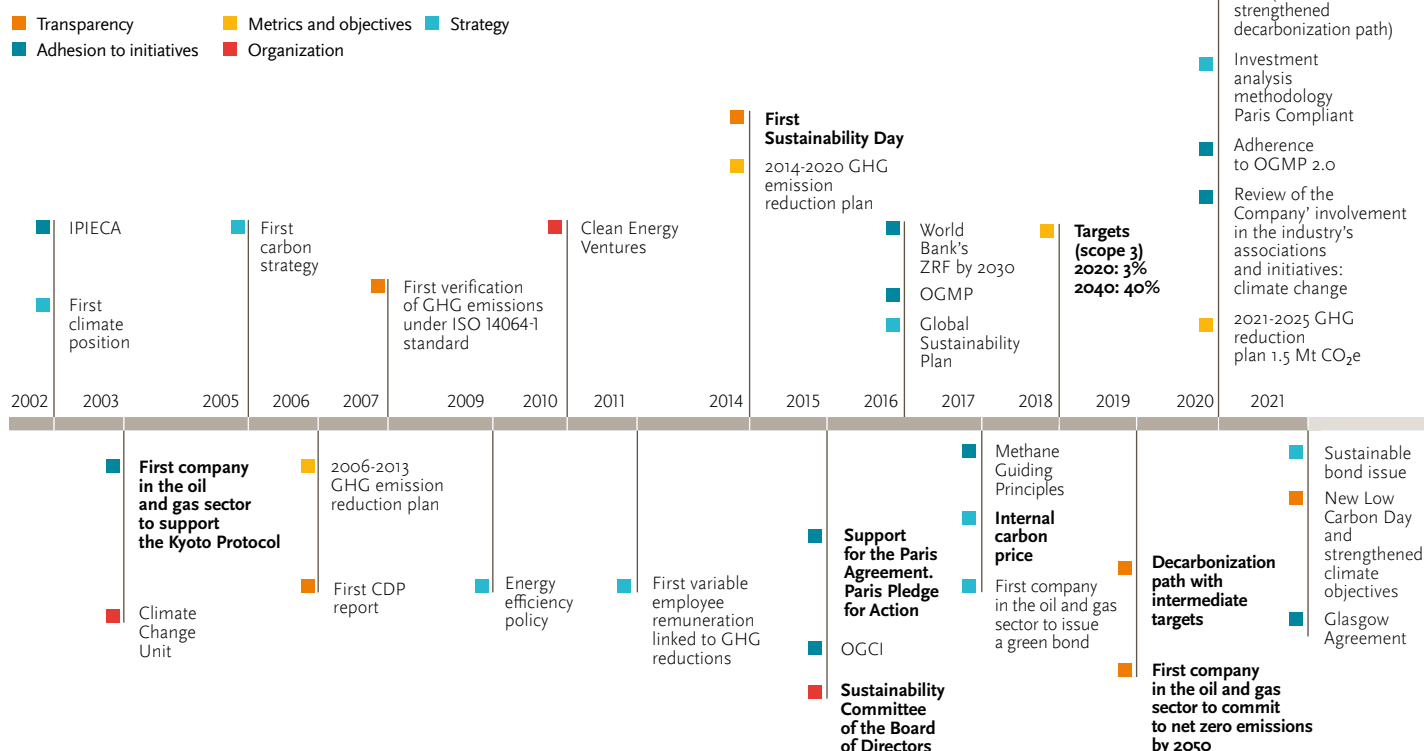 Transparency
Metrics and objectives
Strategy
Adhesion to initiatives
Organization
IPIECA
First
climate
position
First
carbon
strategy
First verification
of GHG emissions
under ISO 14064-1
standard
Clean Energy
Ventures
First
Sustainability Day
2014-2020 GHG
emission
reduction plan
World
Bank’s
ZRF by 2030
OGMP
Global
Sustainability
Plan
Targets
(scope 3)
2020: 3%
2040: 40%
strengthened
decarbonization path)
Investment
analysis
methodology
Paris Compliant
Adherence
to OGMP 2.0
Review of the
Company’ involvement
in the industry’s
associations
and initiatives:
climate change
2021-2025 GHG
reduction
plan 1.5 Mt CO₂e
2002 2003 2005 2006 2007 2009 2010 2011 2014 2015 2016 2017 2018 2019 2020 2021
First company
in the oil
and gas sector
to support
the Kyoto Protocol
Climate
Change
Unit
2006-2013
GHG emission
reduction plan
First CDP
report
Energy
efficiency
policy
First variable
employee
remuneration
linked to GHG
reductions
Support
for the Paris
Agreement.
Paris Pledge
for Action
OGCI
Sustainability
Committee
of the Board
of Directors
Methane
Guiding
Principles
Internal
carbon
price
First company
in the oil and gas
sector to issue
a green bond
Decarbonization
path with
intermediate
targets
First company
in the oil and gas
sector to commit
to net zero emissions
by 2050
Sustainable
bond issue
New Low
Carbon Day
and
strengthened
climate
objectives
Glasgow
Agreement